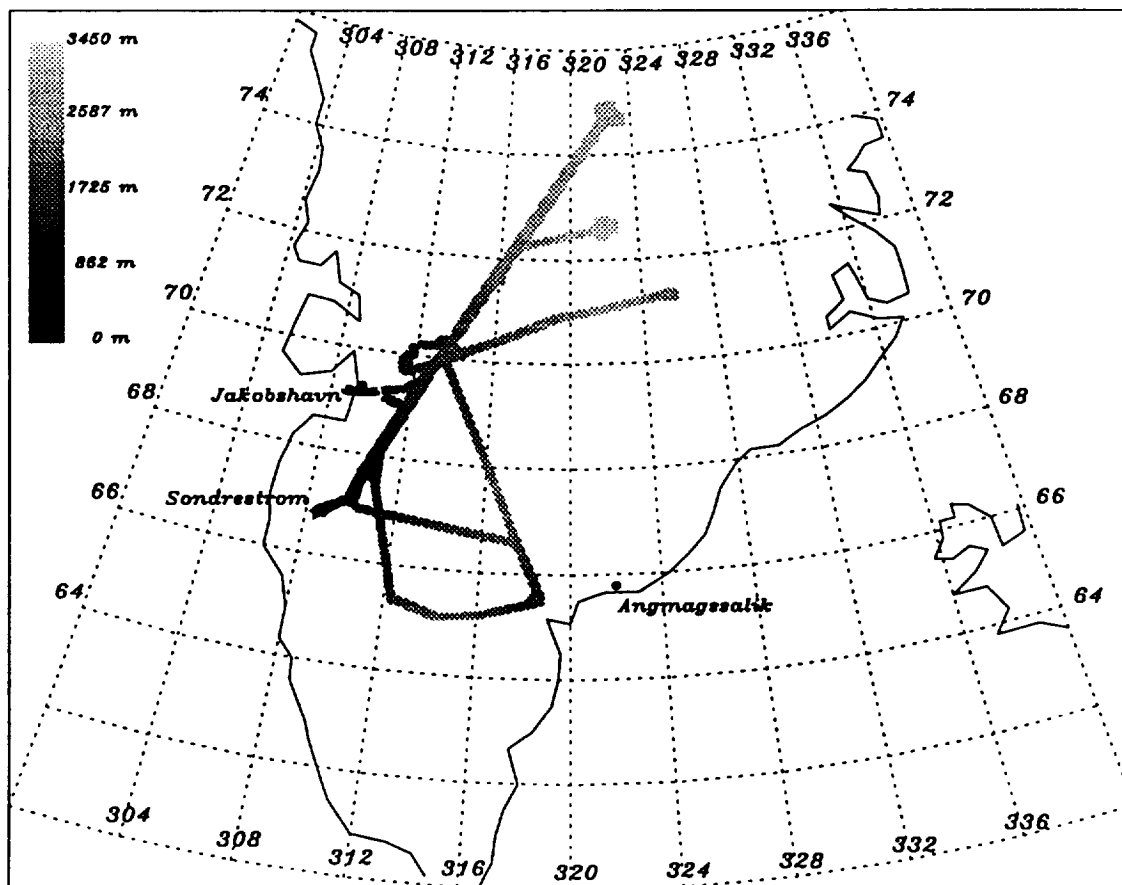 3450 m
2587 m
1725 m
862 m
0 m
304 308 312 316 320 324 328 332 336
74 74
72 72
70 70
68 68
66 66
64 64
Jakobshavn
Sondrestrom
Angmagssalik
304 308 312 316 320 324 328 332 336